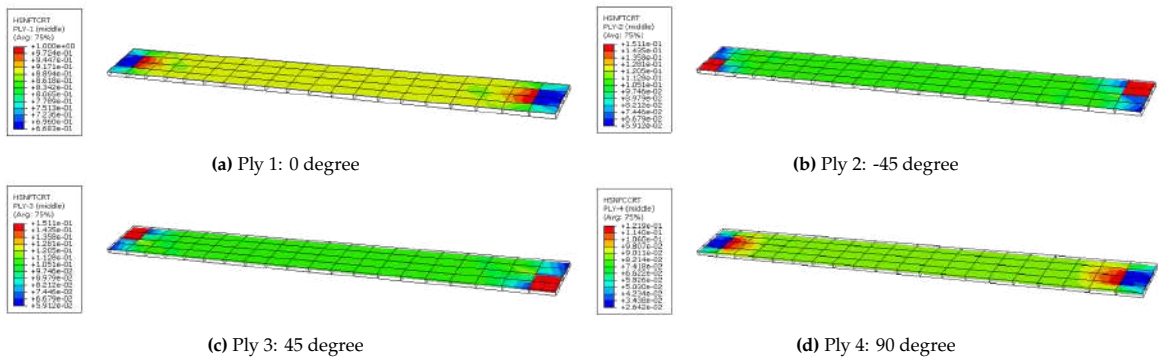 HSNFTCRT
PLY-1 (middle)
(Avg: 75%)
+1.000e+00
+9.724e-01
+9.447e-01
+9.171e-01
+8.894e-01
+8.618e-01
+8.342e-01
+8.065e-01
+7.789e-01
+7.513e-01
+7.236e-01
+6.960e-01
+6.683e-01
(a) Ply 1: 0 degree
HSNFTCRT
PLY-2 (middle)
(Avg: 75%)
+1.511e-01
+1.435e-01
+1.358e-01
+1.281e-01
+1.205e-01
+1.128e-01
+1.051e-01
+9.746e-02
+8.979e-02
+8.212e-02
+7.446e-02
+6.679e-02
+5.912e-02
(b) Ply 2: -45 degree
HSNFTCRT
PLY-3 (middle)
(Avg: 75%)
+1.511e-01
+1.435e-01
+1.358e-01
+1.281e-01
+1.205e-01
+1.128e-01
+1.051e-01
+9.746e-02
+8.979e-02
+8.212e-02
+7.446e-02
+6.679e-02
+5.912e-02
(c) Ply 3: 45 degree
HSNFCCRT
PLY-4 (middle)
(Avg: 75%)
+1.219e-01
+1.140e-01
+1.060e-01
+9.807e-02
+9.011e-02
+8.214e-02
+7.418e-02
+6.622e-02
+5.826e-02
+5.030e-02
+4.234e-02
+3.438e-02
+2.642e-02
(d) Ply 4: 90 degree